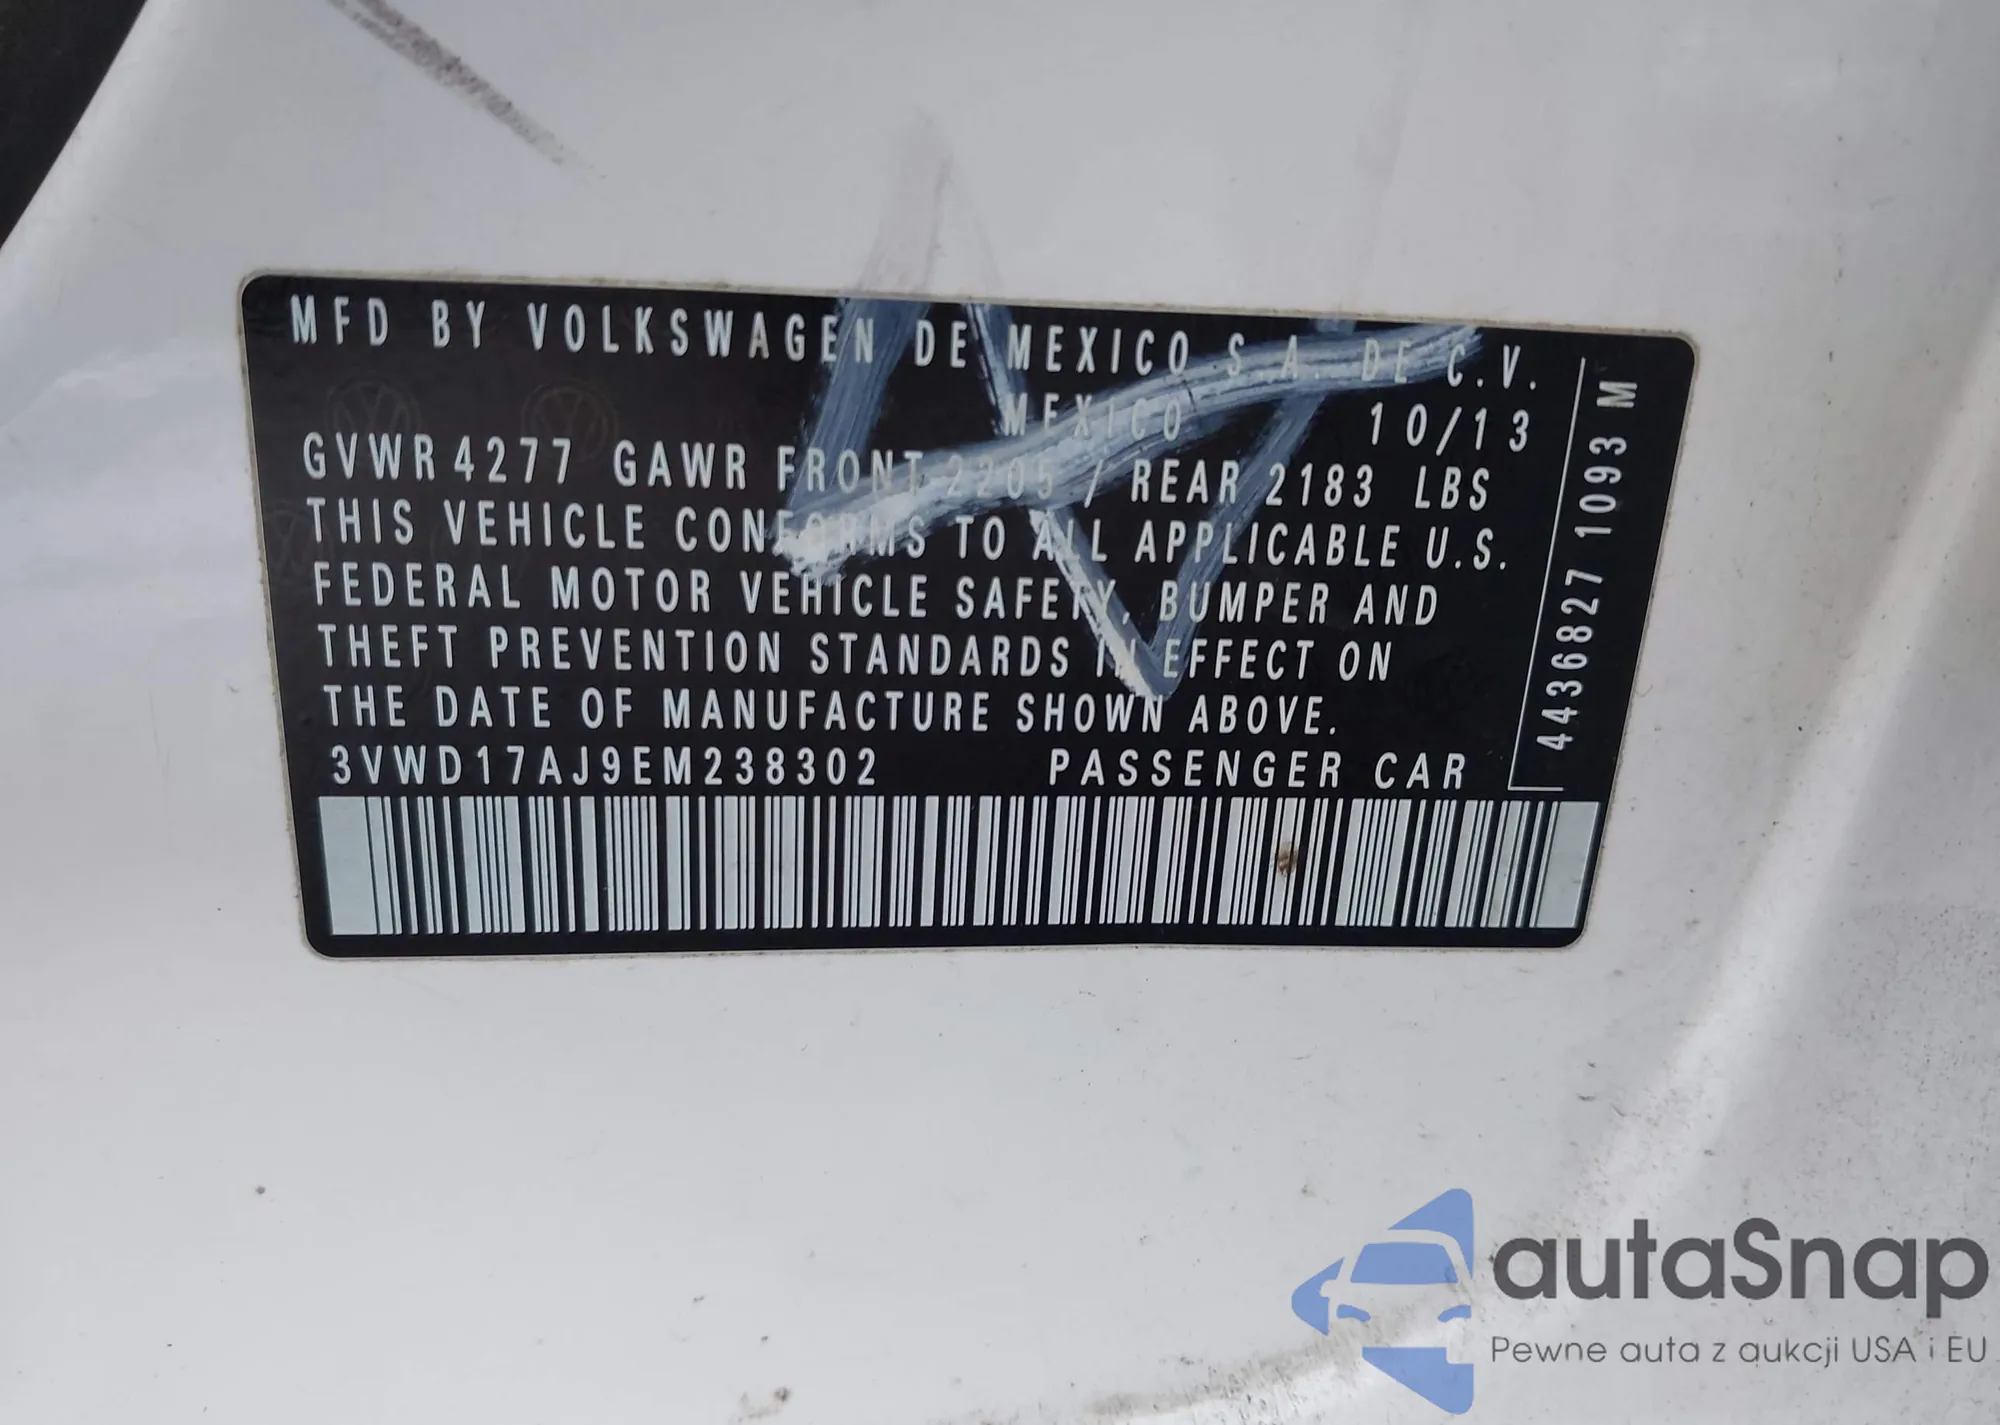 MFD BY VOLKSWAGEN DE MEXICO S.A. DE C.V.
MEXICO 10/13
GVWR 4277 GAWR FRONT 2205 / REAR 2183 LBS
THIS VEHICLE CONFORMS TO ALL APPLICABLE U.S.
FEDERAL MOTOR VEHICLE SAFETY, BUMPER AND
THEFT PREVENTION STANDARDS IN EFFECT ON
THE DATE OF MANUFACTURE SHOWN ABOVE.
3VWD17AJ9EM238302 PASSENGER CAR
4436827 1093 M
autaSnap
Pewne auta z aukcji USA i EU